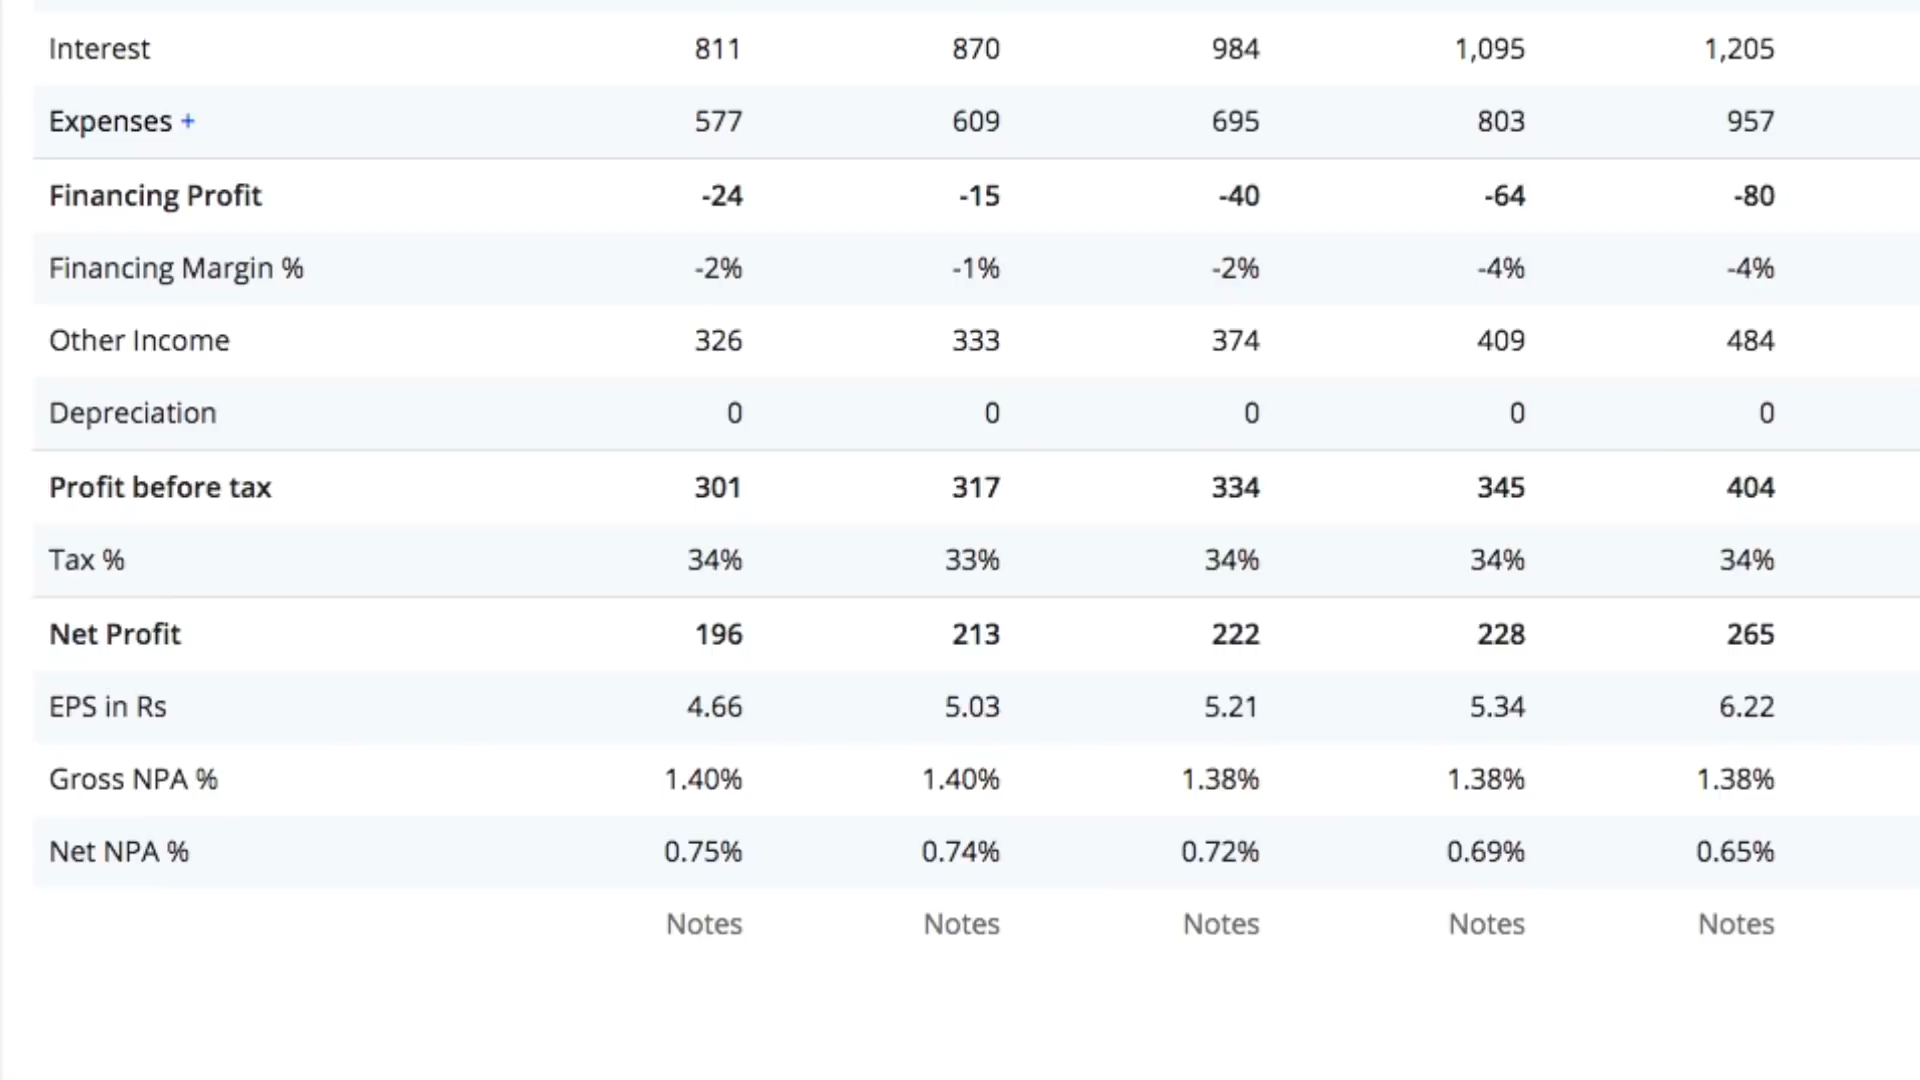 Interest 811 870 984 1,095 1,205
Expenses + 577 609 695 803 957
Financing Profit -24 -15 -40 -64 -80
Financing Margin % -2% -1% -2% -4% -4%
Other Income 326 333 374 409 484
Depreciation 0 0 0 0 0
Profit before tax 301 317 334 345 404
Tax % 34% 33% 34% 34% 34%
Net Profit 196 213 222 228 265
EPS in Rs 4.66 5.03 5.21 5.34 6.22
Gross NPA % 1.40% 1.40% 1.38% 1.38% 1.38%
Net NPA % 0.75% 0.74% 0.72% 0.69% 0.65%
Notes Notes Notes Notes Notes